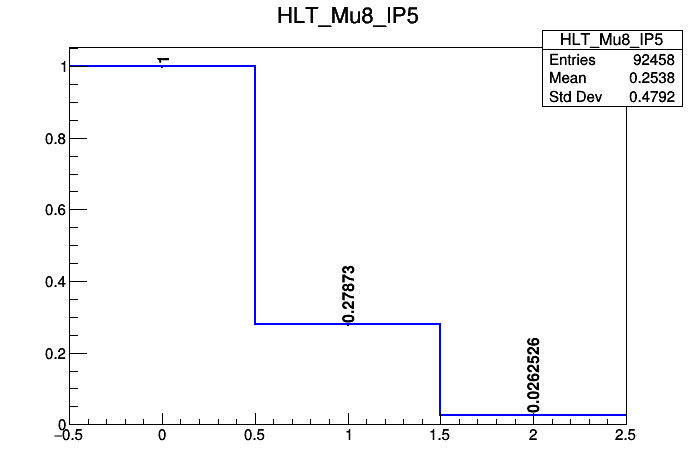 HLT_Mu8_IP5
HLT_Mu8_IP5
Entries 92458
Mean 0.2538
Std Dev 0.4792
1
0.27873
0.0262526
1
0.8
0.6
0.4
0.2
0
−0.5 0 0.5 1 1.5 2 2.5